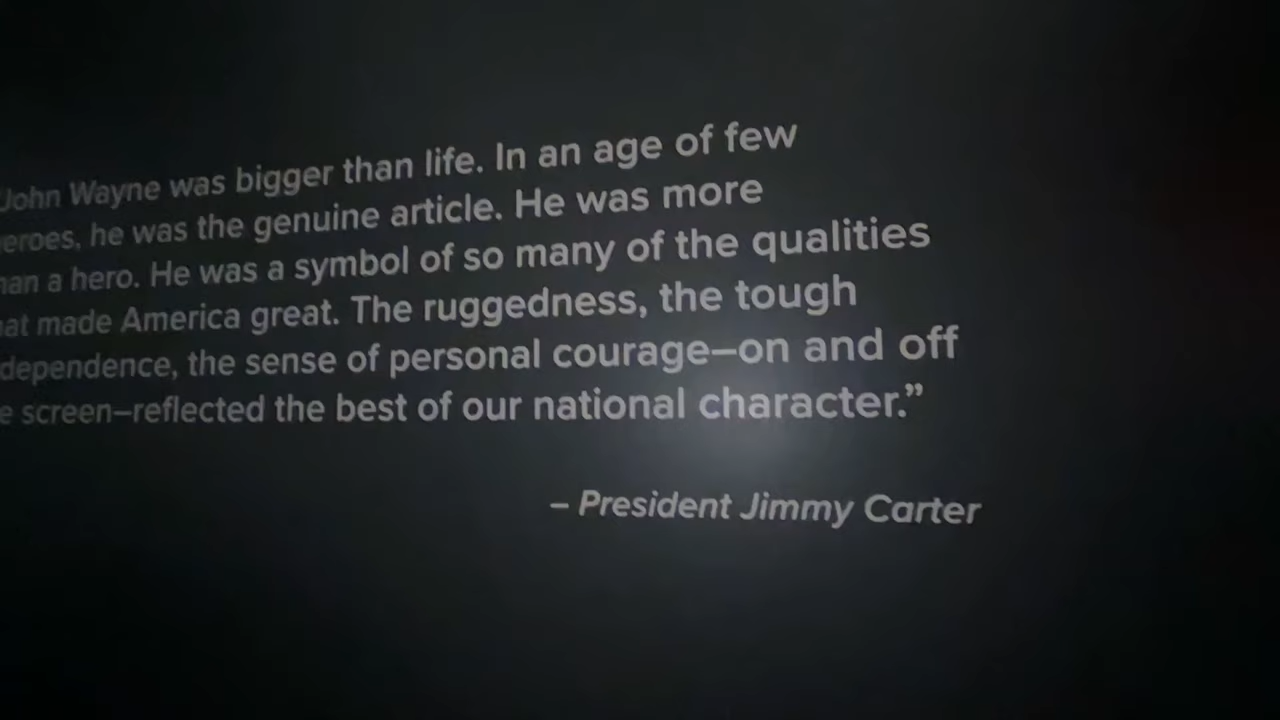 John Wayne was bigger than life. In an age of few
eroes, he was the genuine article. He was more
an a hero. He was a symbol of so many of the qualities
at made America great. The ruggedness, the tough
dependence, the sense of personal courage–on and off
e screen–reflected the best of our national character.”
– President Jimmy Carter